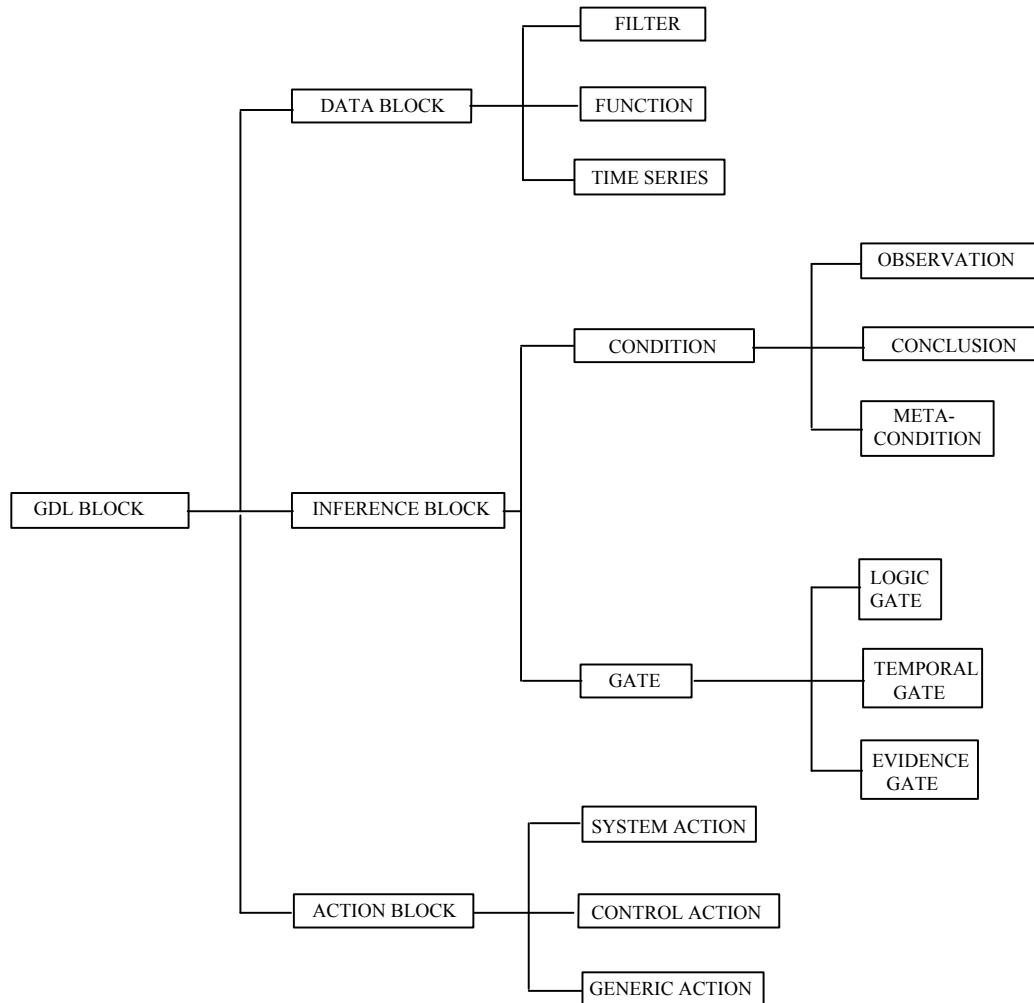 FILTER
DATA BLOCK
FUNCTION
TIME SERIES
OBSERVATION
CONDITION
CONCLUSION
META-
CONDITION
GDL BLOCK
INFERENCE BLOCK
LOGIC
GATE
GATE
TEMPORAL
GATE
EVIDENCE
GATE
SYSTEM ACTION
ACTION BLOCK
CONTROL ACTION
GENERIC ACTION